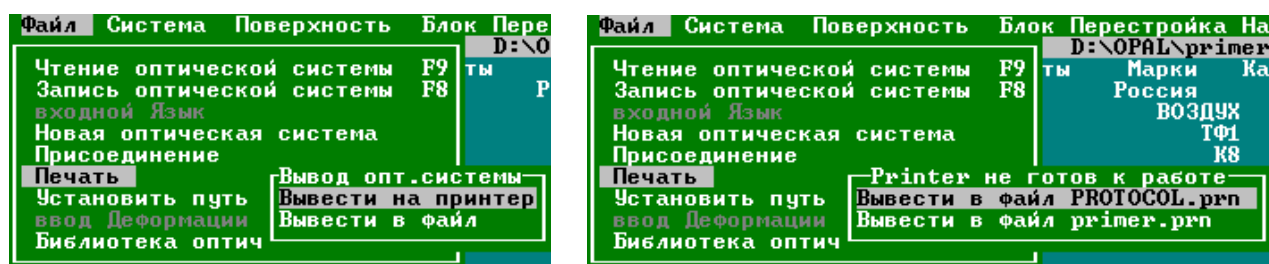 Файл Система Поверхность Блок Пере
D:\O
Чтение оптической системы F9 ты
Запись оптической системы F8 Р
входной Язык
Новая оптическая система
Присоединение
Печать Вывод опт.системы
Установить путь Вывести на принтер
ввод Деформации Вывести в файл
Библиотека оптич
Файл Система Поверхность Блок Перестройка На
D:\OPAL\primer
Чтение оптической системы F9 ты Марки Ка
Запись оптической системы F8 Россия
входной Язык ВОЗДУХ
Новая оптическая система ТФ1
Присоединение К8
Печать Printer не готов к работе
Установить путь Вывести в файл PROTOCOL.prn
ввод Деформации Вывести в файл primer.prn
Библиотека оптич